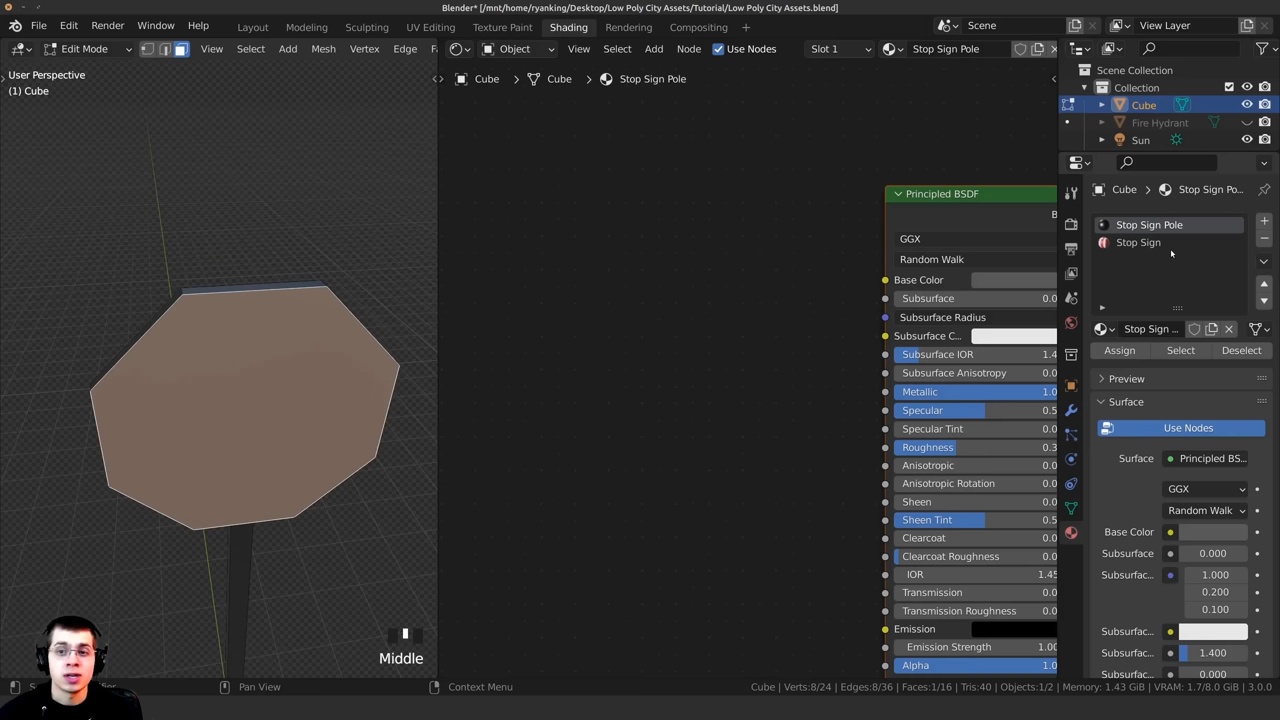 Blender* [/mnt/home/ryanking/Desktop/Low Poly City Assets/Tutorial/Low Poly City Assets.blend]
File Edit Render Window Help Layout Modeling Sculpting UV Editing Texture Paint Shading Rendering Compositing Scene View Layer
Edit Mode View Select Add Mesh Vertex Edge Fa Object View Select Add Node Use Nodes Slot 1 Stop Sign Pole
User Perspective
(1) Cube
Cube > Cube > Stop Sign Pole
Scene Collection
Collection
Cube
Fire Hydrant
Sun
Cube > Stop Sign Po...
Stop Sign Pole
Stop Sign
Stop Sign ...
Assign Select Deselect
Preview
Surface
Use Nodes
Surface Principled BS...
GGX
Random Walk
Base Color
Subsurface 0.000
Subsurfac... 1.000
0.200
0.100
Subsurfac...
Subsurfac... 1.400
Subsurfac... 0.000
Principled BSDF
B
GGX
Random Walk
Base Color
Subsurface 0.0
Subsurface Radius
Subsurface C...
Subsurface IOR 1.4
Subsurface Anisotropy 0.0
Metallic 1.0
Specular 0.5
Specular Tint 0.0
Roughness 0.3
Anisotropic 0.0
Anisotropic Rotation 0.0
Sheen 0.0
Sheen Tint 0.5
Clearcoat 0.0
Clearcoat Roughness 0.0
IOR 1.45
Transmission 0.0
Transmission Roughness 0.0
Emission
Emission Strength 1.00
Alpha 1.0
Middle
Pan View Context Menu Cube | Verts:8/24 | Edges:8/36 | Faces:1/16 | Tris:40 | Objects:1/2 | Memory: 1.43 GiB | VRAM: 1.7/8.0 GiB | 3.0.0